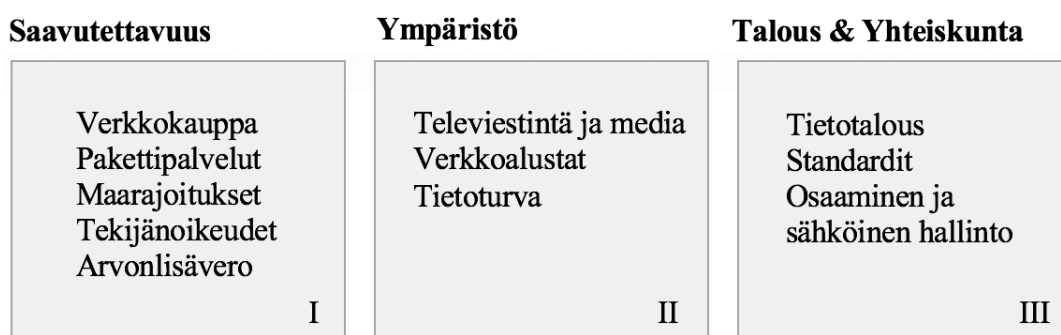 Saavutettavuus
Verkkokauppa
Pakettipalvelut
Maarajoitukset
Tekijänoikeudet
Arvonlisävero
I
Ympäristö
Televiestintä ja media
Verkkoalustat
Tietoturva
II
Talous & Yhteiskunta
Tietotalous
Standardit
Osaaminen ja
sähköinen hallinto
III